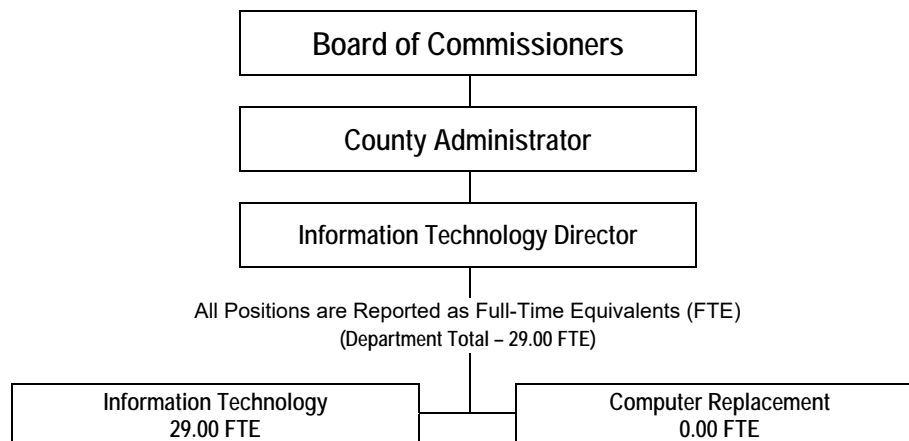 Board of Commissioners
County Administrator
Information Technology Director
All Positions are Reported as Full-Time Equivalents (FTE)
(Department Total – 29.00 FTE)
Information Technology
29.00 FTE
Computer Replacement
0.00 FTE